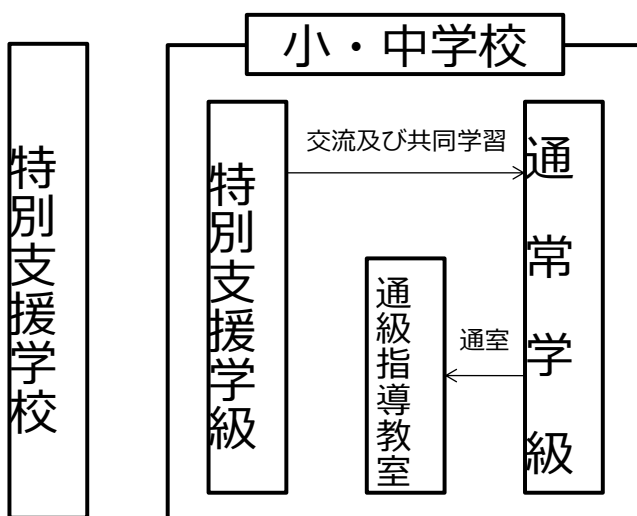 小・中学校
特別支援学校
特別支援学級
交流及び共同学習
通常学級
通級指導教室
通室